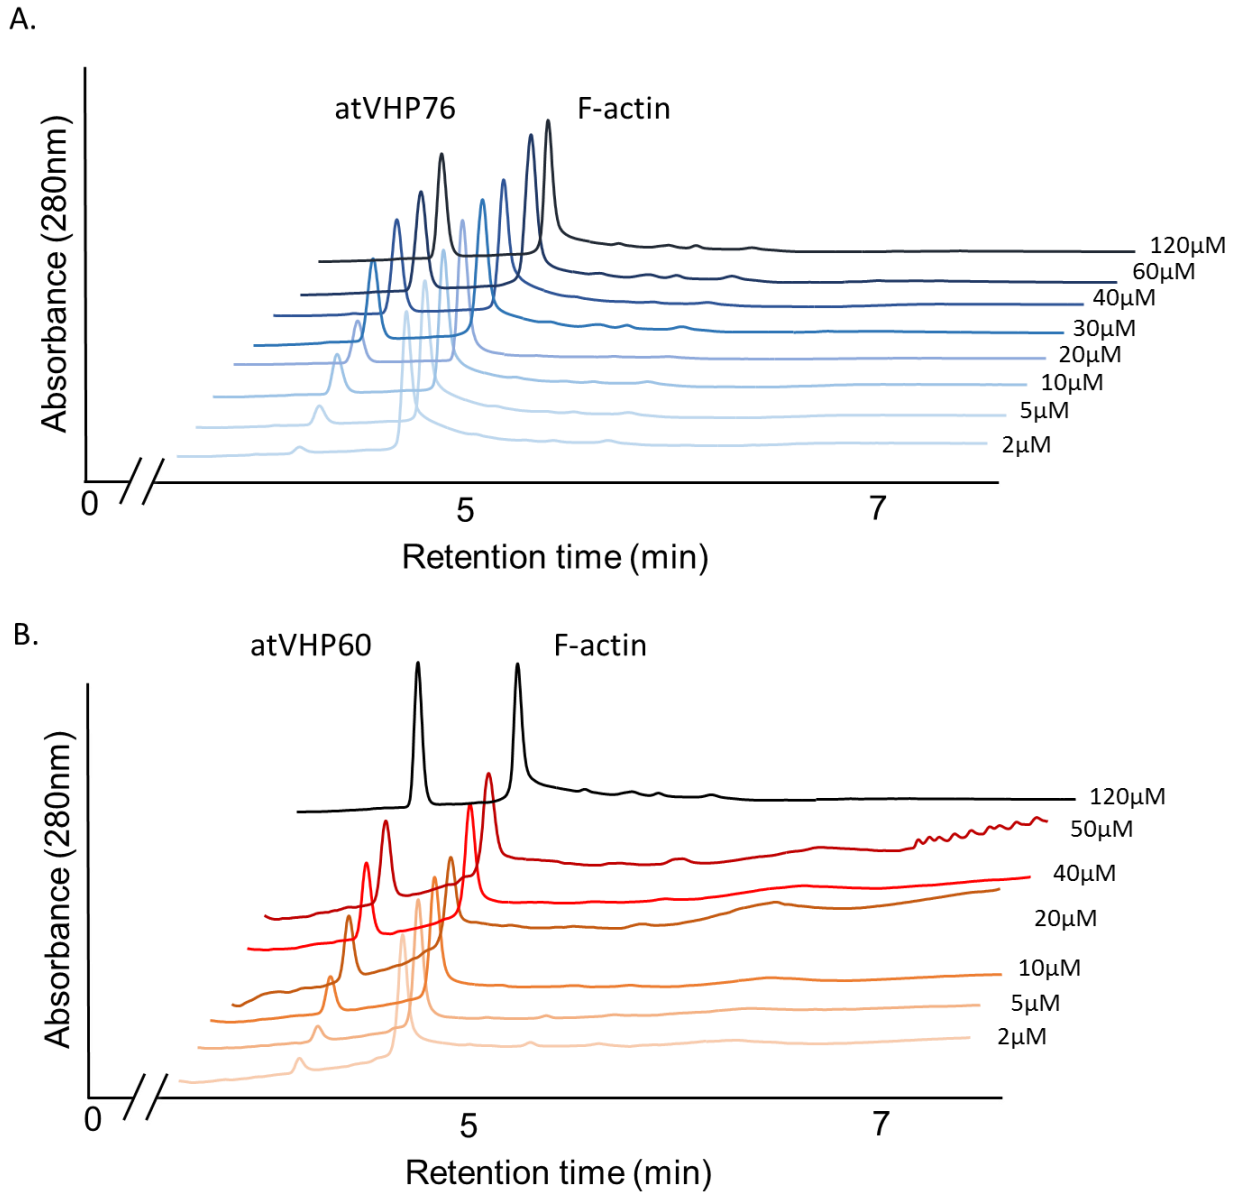 A.
atVHP76 F-actin
Absorbance (280nm)
120µM
60µM
40µM
30µM
20µM
10µM
5µM
2µM
0 5 7
Retention time (min)
B.
atVHP60 F-actin
Absorbance (280nm)
120µM
50µM
40µM
20µM
10µM
5µM
2µM
0 5 7
Retention time (min)